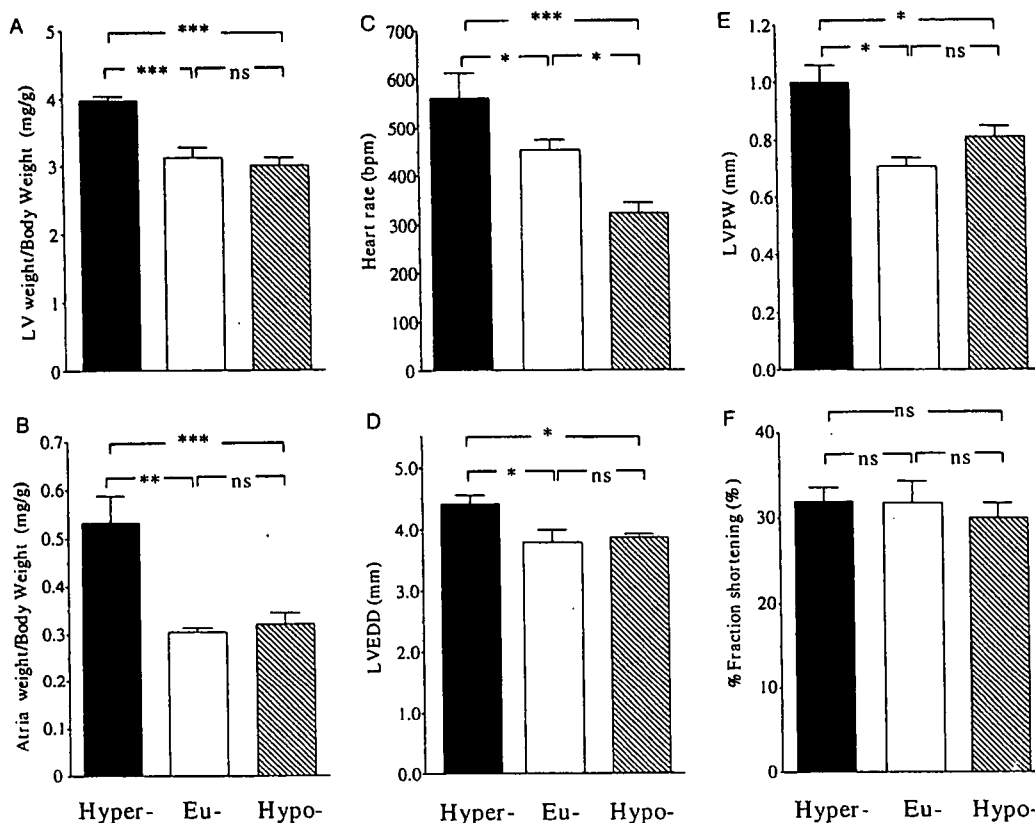 A
***
*** ns
5
4
3
2
1
0
LV weight/Body Weight (mg/g)
B
***
** ns
0.7
0.6
0.5
0.4
0.3
0.2
0.1
0
Atria weight/Body Weight (mg/g)
Hyper- Eu- Hypo-
C
***
* *
700
600
500
400
300
200
100
0
Heart rate (bpm)
D
*
* ns
5.0
4.0
3.0
2.0
1.0
0.0
LVEDD (mm)
Hyper- Eu- Hypo-
E
*
* ns
1.2
1.0
0.8
0.6
0.4
0.2
0.0
LVPW (mm)
F
ns
ns ns
40
30
20
10
0
% Fraction shortening (%)
Hyper- Eu- Hypo-